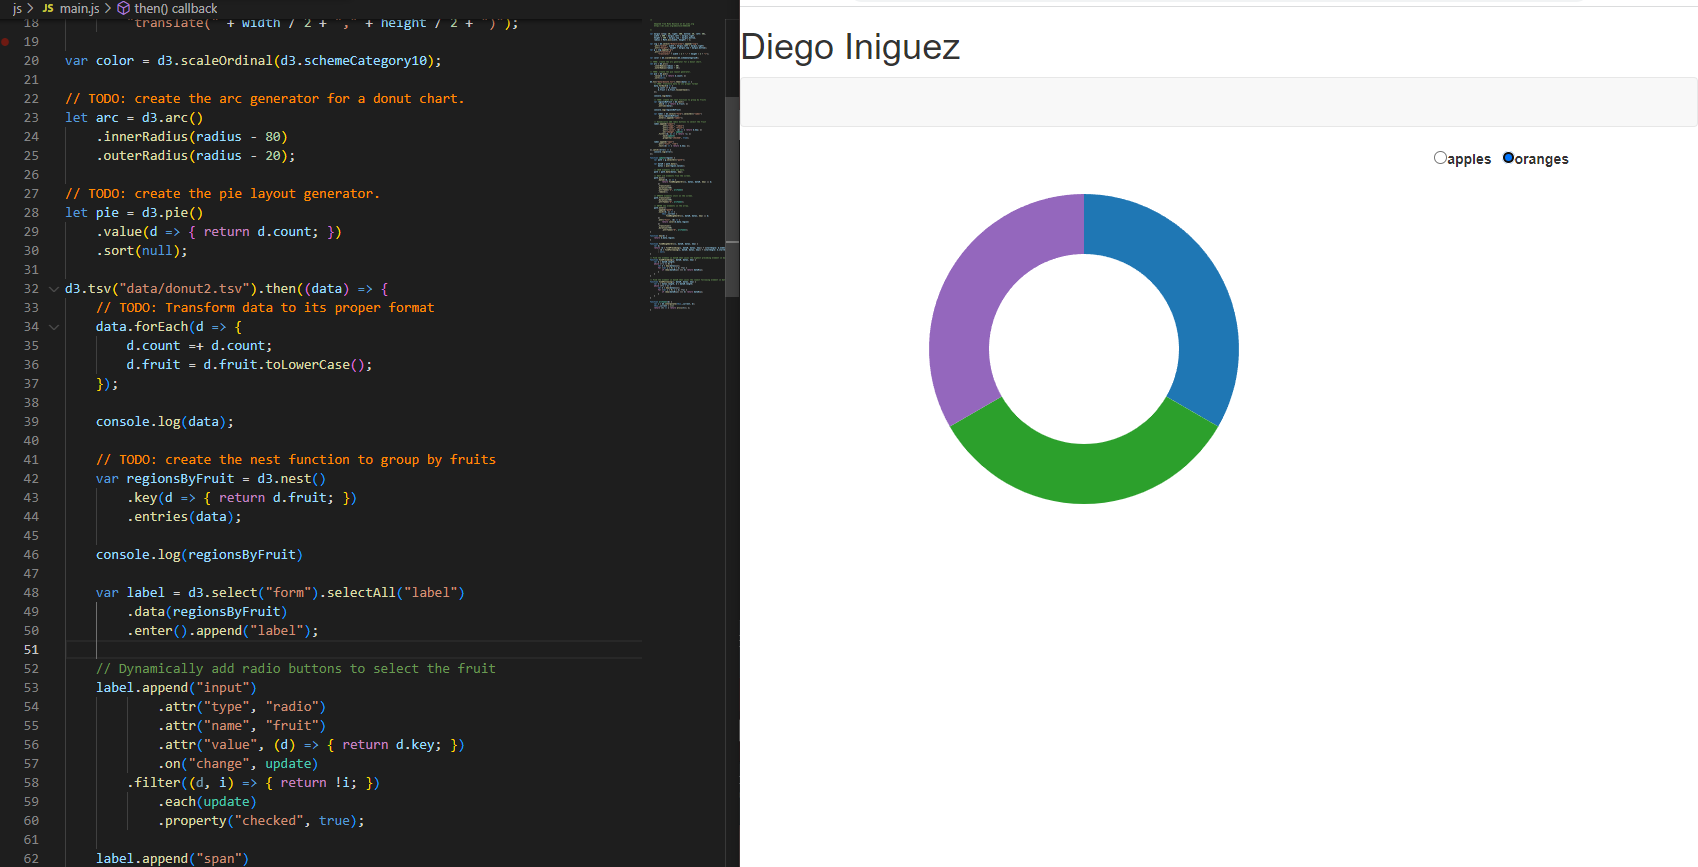 js > JS main.js > then() callback
18 "translate(" + width / 2 + "," + height / 2 + ")");
19
20 var color = d3.scaleOrdinal(d3.schemeCategory10);
21
22 // TODO: create the arc generator for a donut chart.
23 let arc = d3.arc()
24 .innerRadius(radius - 80)
25 .outerRadius(radius - 20);
26
27 // TODO: create the pie layout generator.
28 let pie = d3.pie()
29 .value(d => { return d.count; })
30 .sort(null);
31
32 d3.tsv("data/donut2.tsv").then((data) => {
33 // TODO: Transform data to its proper format
34 data.forEach(d => {
35 d.count =+ d.count;
36 d.fruit = d.fruit.toLowerCase();
37 });
38
39 console.log(data);
40
41 // TODO: create the nest function to group by fruits
42 var regionsByFruit = d3.nest()
43 .key(d => { return d.fruit; })
44 .entries(data);
45
46 console.log(regionsByFruit)
47
48 var label = d3.select("form").selectAll("label")
49 .data(regionsByFruit)
50 .enter().append("label");
51
52 // Dynamically add radio buttons to select the fruit
53 label.append("input")
54 .attr("type", "radio")
55 .attr("name", "fruit")
56 .attr("value", (d) => { return d.key; })
57 .on("change", update)
58 .filter((d, i) => { return !i; })
59 .each(update)
60 .property("checked", true);
61
62 label.append("span")
Diego Iniguez
apples oranges